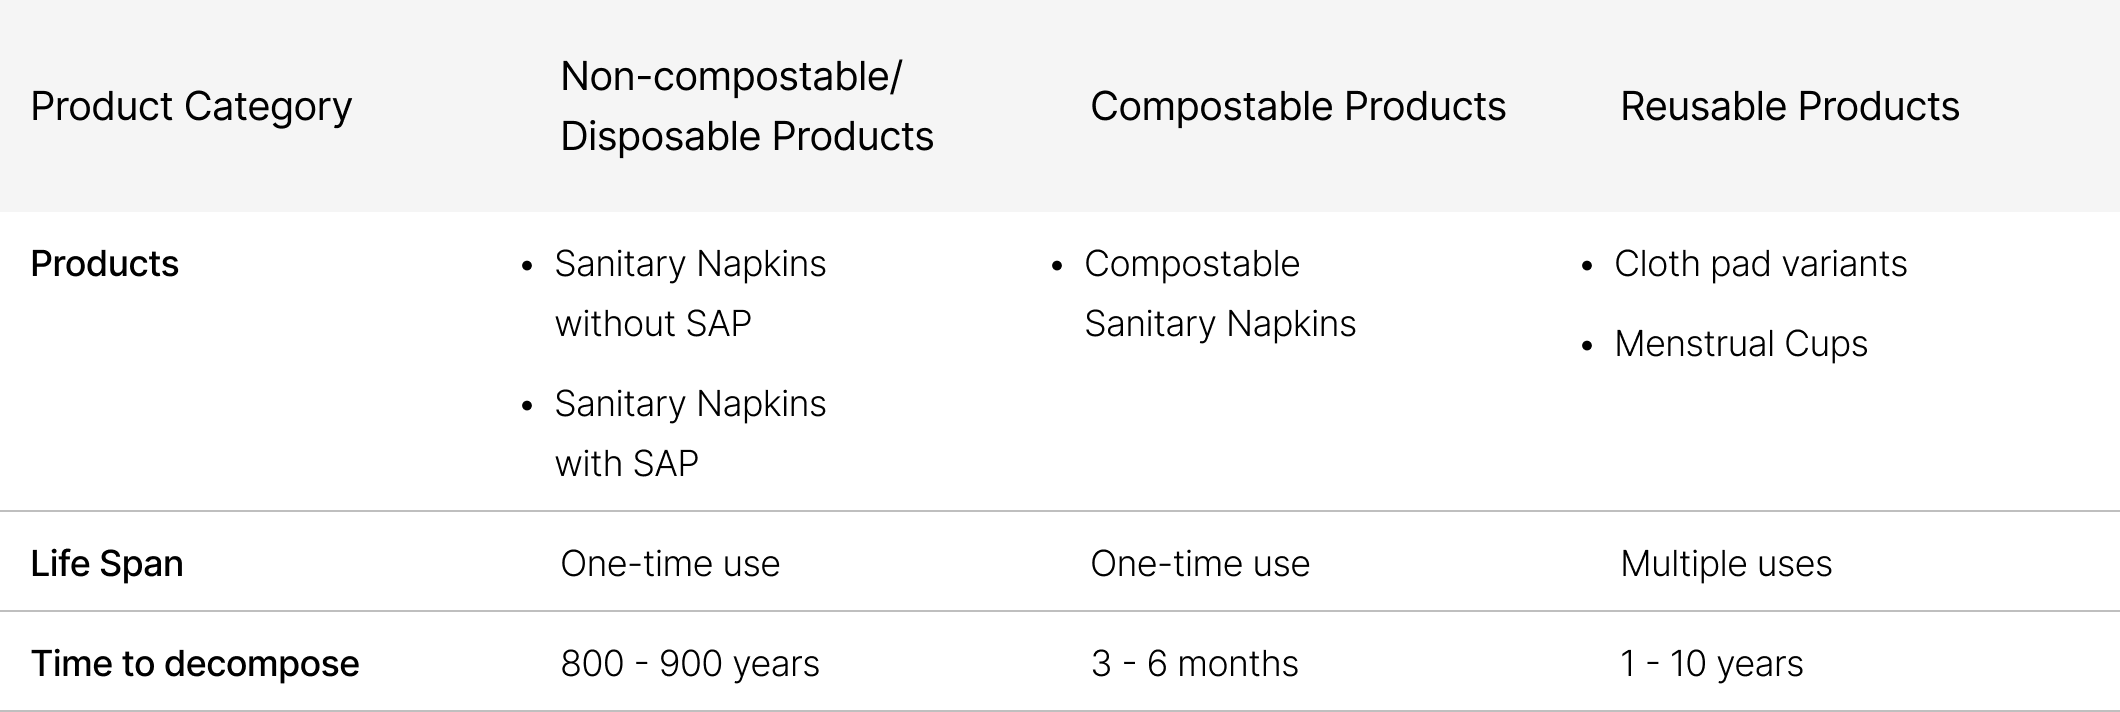 Product Category
Non-compostable/
Disposable Products
Compostable Products
Reusable Products
Products
• Sanitary Napkins
without SAP
• Sanitary Napkins
with SAP
• Compostable
Sanitary Napkins
• Cloth pad variants
• Menstrual Cups
Life Span
One-time use
One-time use
Multiple uses
Time to decompose
800 - 900 years
3 - 6 months
1 - 10 years